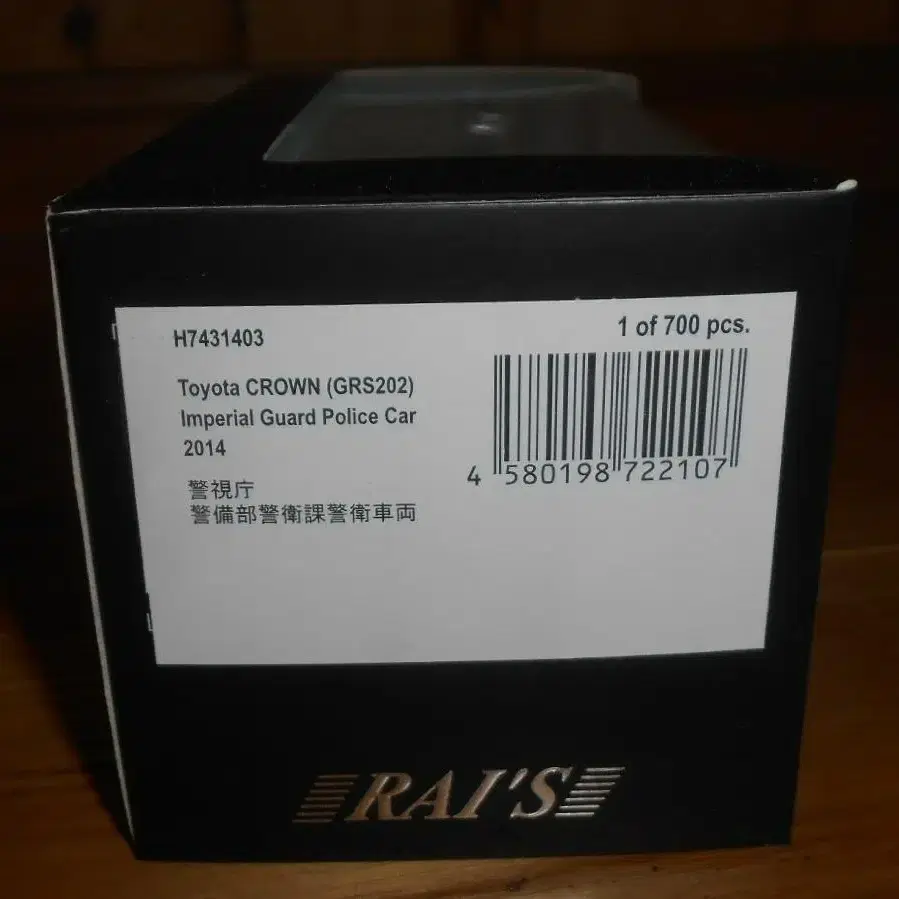 H7431403
1 of 700 pcs.
Toyota CROWN (GRS202)
Imperial Guard Police Car
2014
4 580198 722107
警視庁
警備部警衛課警衛車両
RAI'S